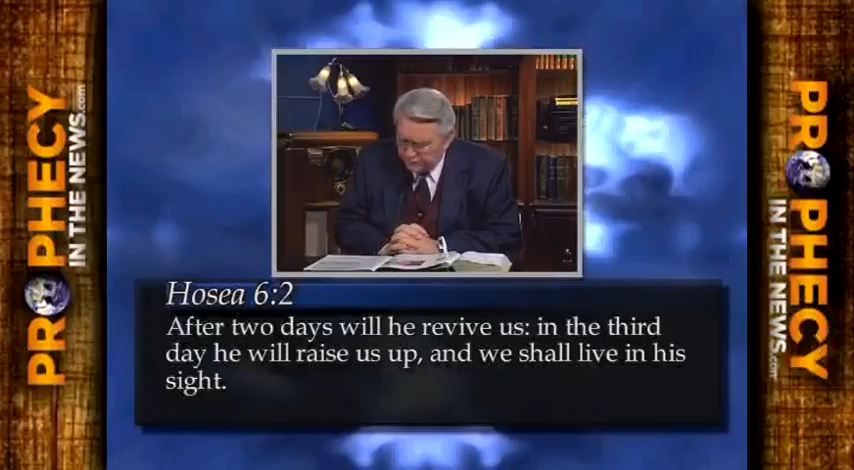 PROPHECY
IN THE NEWS.com
Hosea 6:2
After two days will he revive us: in the third
day he will raise us up, and we shall live in his
sight.
PROPHECY
IN THE NEWS.com